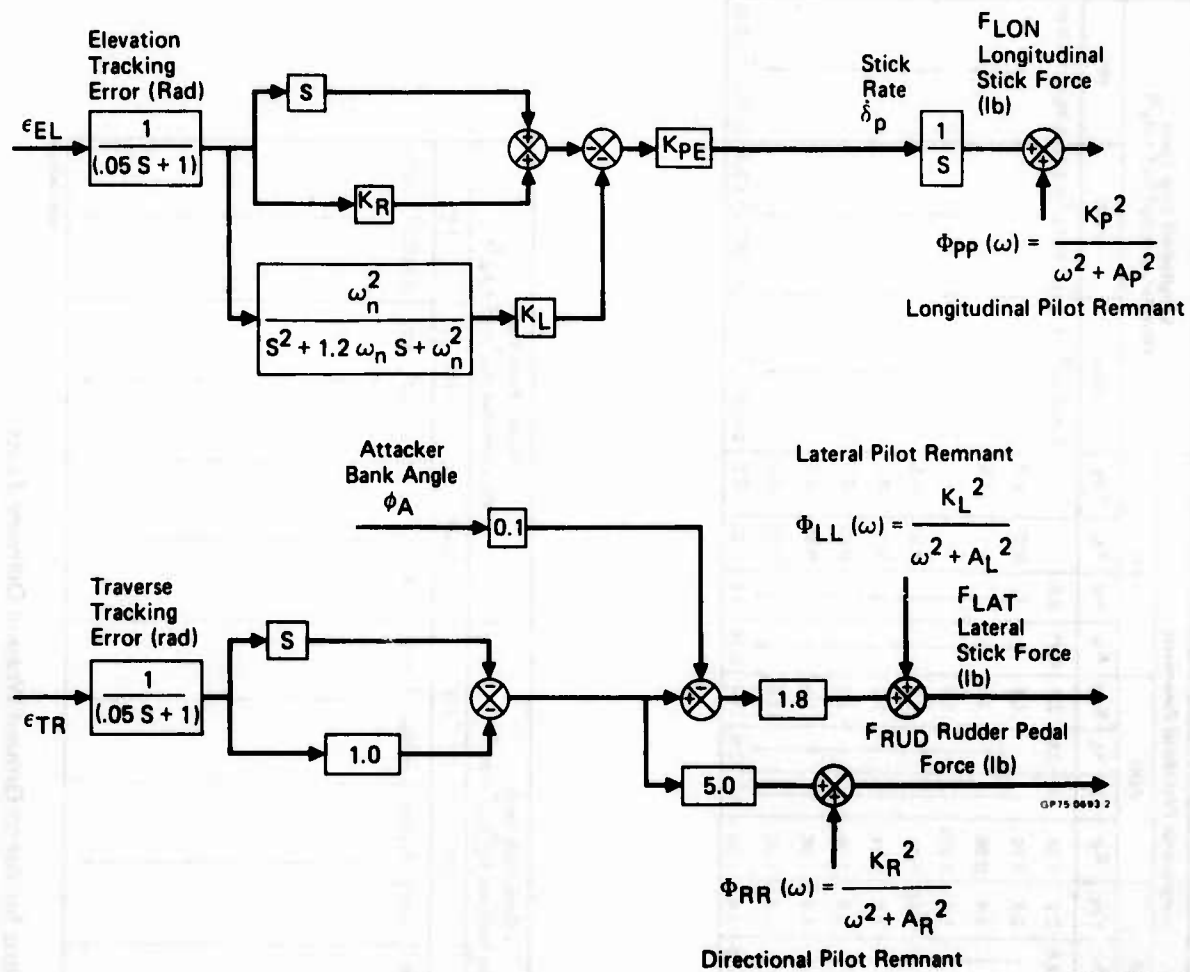 Elevation
Tracking
Error (Rad)
ϵEL
1
(.05 S + 1)
S
KR
+
+
−
−
KPE
ωn²
S² + 1.2 ωn S + ωn²
KL
Stick
Rate
δ̇p
1
S
FLON
Longitudinal
Stick Force
(lb)
+
+
ΦPP (ω) = KP² / ω² + AP²
Longitudinal Pilot Remnant
Attacker
Bank Angle
ϕA
0.1
Traverse
Tracking
Error (rad)
ϵTR
1
(.05 S + 1)
S
1.0
−
−
−
+
1.8
Lateral Pilot Remnant
ΦLL (ω) = KL² / ω² + AL²
+
+
FLAT
Lateral
Stick Force
(lb)
FRUD Rudder Pedal
Force (lb)
5.0
+
+
GP75 0693 2
ΦRR (ω) = KR² / ω² + AR²
Directional Pilot Remnant